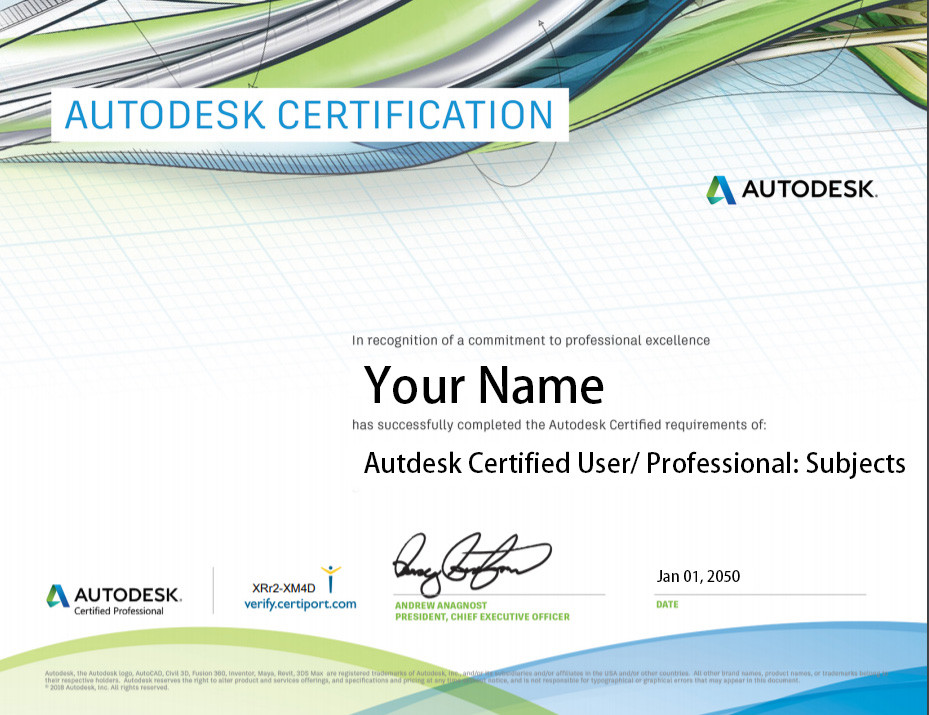 AUTODESK CERTIFICATION
AUTODESK.
In recognition of a commitment to professional excellence
Your Name
has successfully completed the Autodesk Certified requirements of:
Autdesk Certified User/ Professional: Subjects
AUTODESK.
Certified Professional
XRr2-XM4D
verify.certiport.com
ANDREW ANAGNOST
PRESIDENT, CHIEF EXECUTIVE OFFICER
Jan 01, 2050
DATE
Autodesk, the Autodesk logo, AutoCAD, Civil 3D, Fusion 360, Inventor, Maya, Revit, 3DS Max are registered trademarks of Autodesk, Inc., and/or its subsidiaries and/or affiliates in the USA and/or other countries. All other brand names, product names, or trademarks belong to
their respective holders. Autodesk reserves the right to alter product and services offerings, and specifications and pricing at any time without notice, and is not responsible for typographical or graphical errors that may appear in this document.
Autodesk, Inc. All rights reserved.